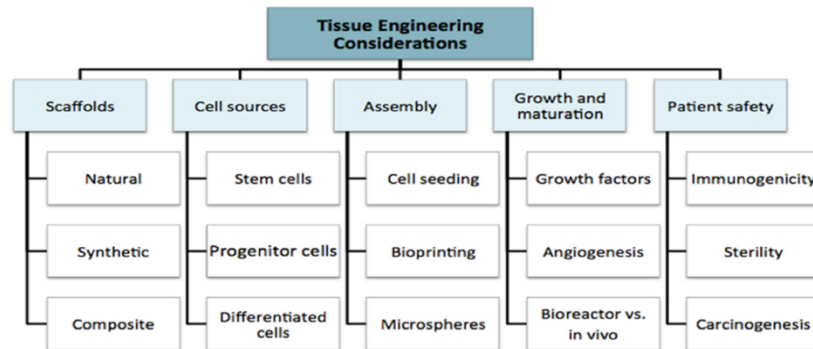 Tissue Engineering
Considerations
Scaffolds
Cell sources
Assembly
Growth and
maturation
Patient safety
Natural
Stem cells
Cell seeding
Growth factors
Immunogenicity
Synthetic
Progenitor cells
Bioprinting
Angiogenesis
Sterility
Composite
Differentiated
cells
Microspheres
Bioreactor vs.
in vivo
Carcinogenesis